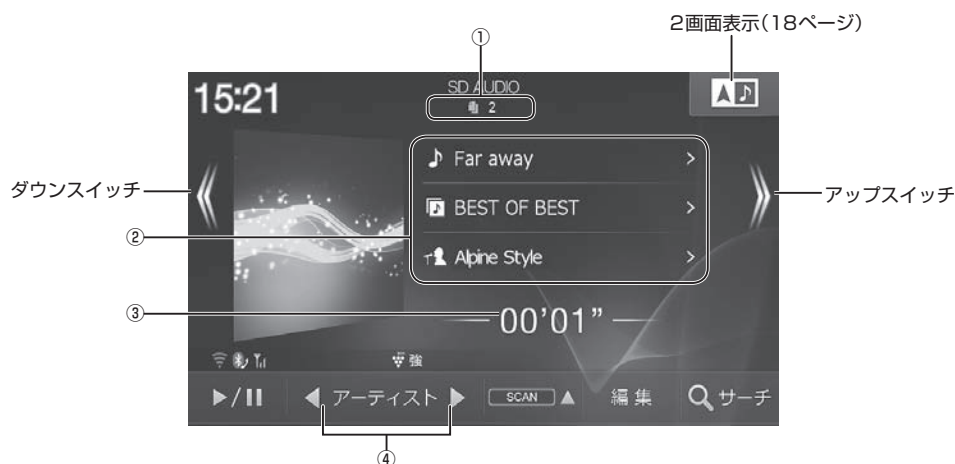 2画面表示(18ページ)
①
15:21
SD AUDIO
2
Far away
ダウンスイッチ
アップスイッチ
BEST OF BEST
②
Alpine Style
③
00’01”
強
▶/❙❙
◀ アーティスト ▶
SCAN ▲
編集
サーチ
④